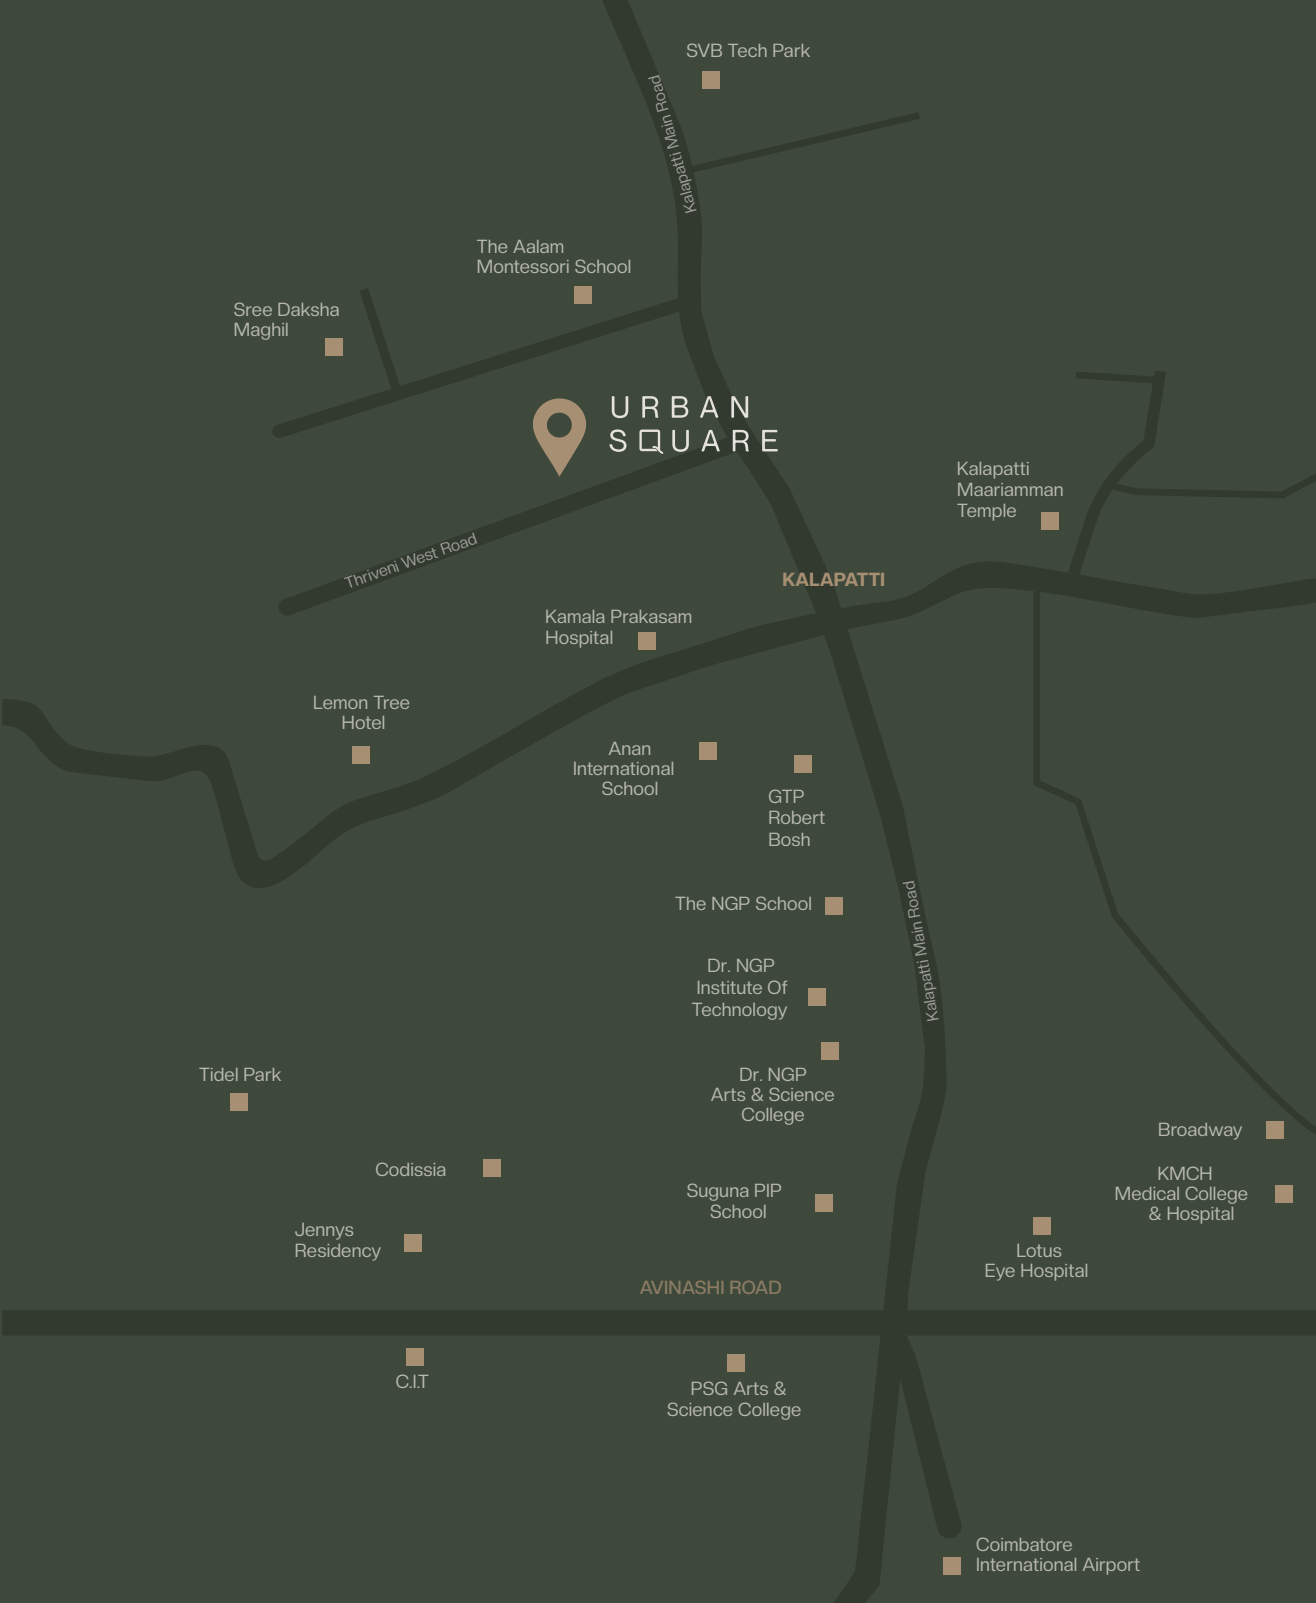 SVB Tech Park
Kalapatti Main Road
The Aalam
Montessori School
Sree Daksha
Maghil
URBAN
SQUARE
Kalapatti
Maariamman
Temple
Thriveni West Road
KALAPATTI
Kamala Prakasam
Hospital
Lemon Tree
Hotel
Anan
International
School
GTP
Robert
Bosh
The NGP School
Kalapatti Main Road
Dr. NGP
Institute Of
Technology
Dr. NGP
Arts & Science
College
Tidel Park
Broadway
Codissia
KMCH
Medical College
& Hospital
Suguna PIP
School
Jennys
Residency
Lotus
Eye Hospital
AVINASHI ROAD
C.I.T
PSG Arts &
Science College
Coimbatore
International Airport